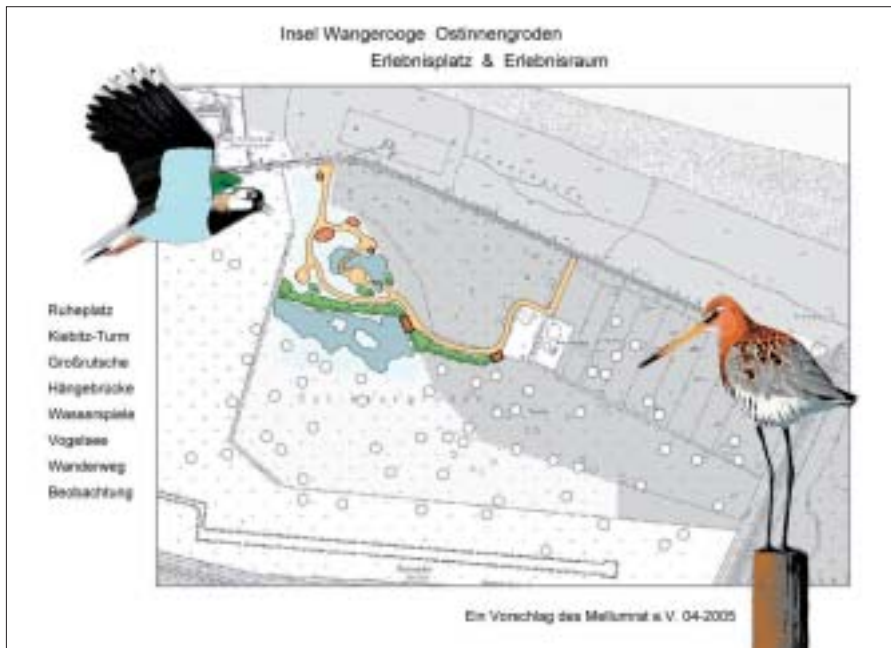 Insel Wangerooge Ostinnengroden
Erlebnisplatz & Erlebnisraum
Ruheplatz
Kiebitz-Turm
Großrutsche
Hängebrücke
Wasserspiele
Vogelsee
Wanderweg
Beobachtung
Ein Vorschlag des Mellumrat e.V. 04-2005